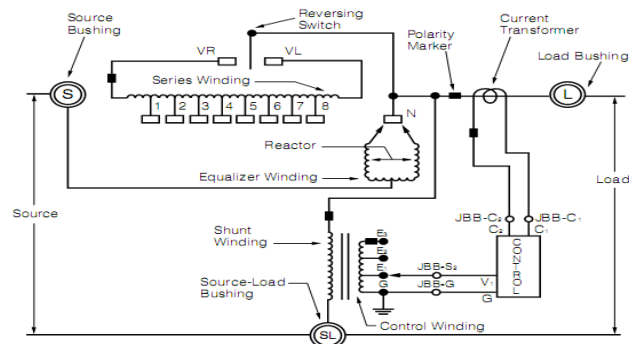 Source
Bushing
Reversing
Switch
Current
Transformer
Polarity
Marker
Load Bushing
VR
VL
Series Winding
S
1 2 3 4 5 6 7 8
N
L
Reactor
Equalizer Winding
Source
Load
JBB-C₂
JBB-C₁
C₂
C₁
Shunt
Winding
E₃
E₂
E₁
JBB-S₂
V₁
G
JBB-G
G
CONTROL
Source-Load
Bushing
Control Winding
SL